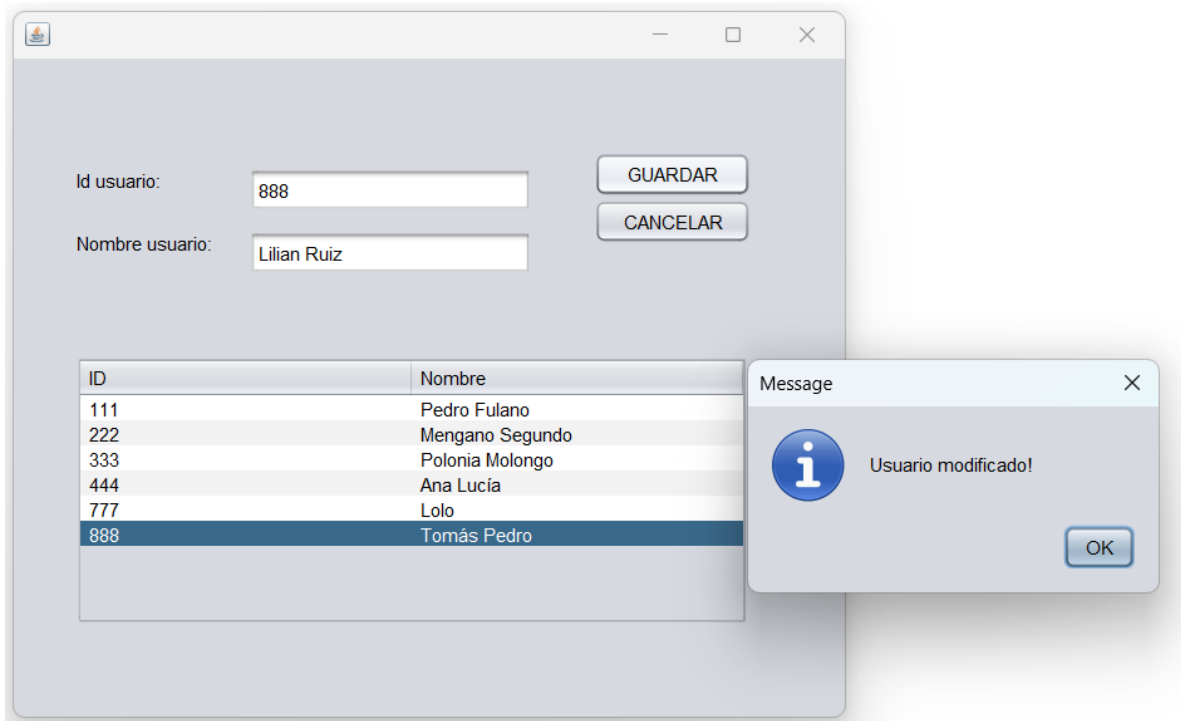 Id usuario:
888
GUARDAR
CANCELAR
Nombre usuario:
Lilian Ruiz
ID Nombre
111 Pedro Fulano
222 Mengano Segundo
333 Polonia Molongo
444 Ana Lucía
777 Lolo
888 Tomás Pedro
Message
Usuario modificado!
OK